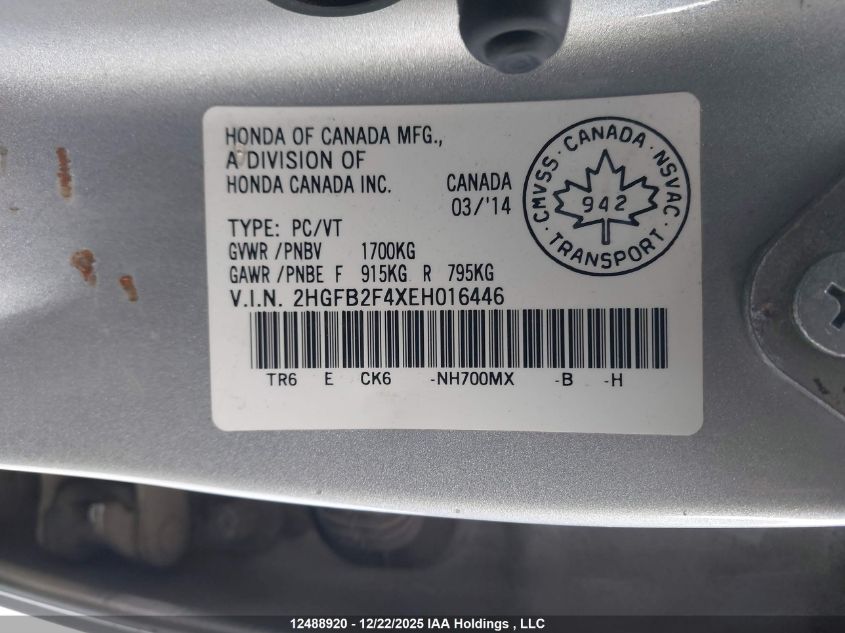 HONDA OF CANADA MFG.,
A DIVISION OF
HONDA CANADA INC.
CANADA
03/'14
TYPE: PC/VT
GVWR /PNBV 1700KG
GAWR /PNBE F 915KG R 795KG
V.I.N. 2HGFB2F4XEH016446
TR6 E CK6 -NH700MX -B -H
CMVSS · CANADA · NSVAC
942
TRANSPORT
12488920 - 12/22/2025 IAA Holdings , LLC